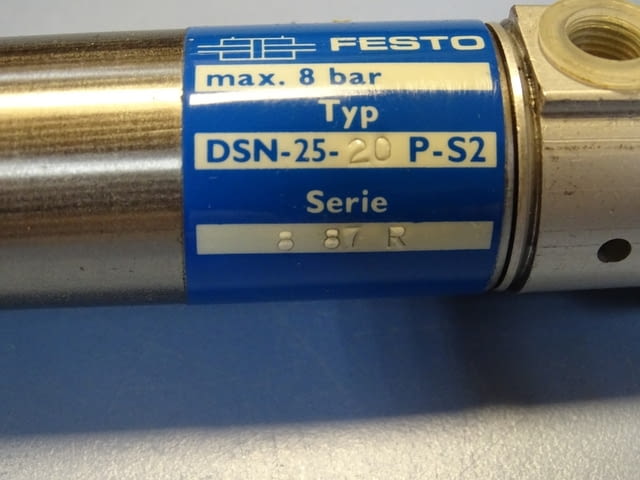 FESTO
max. 8 bar
Typ
DSN-25-20 P-S2
Serie
8 87 R